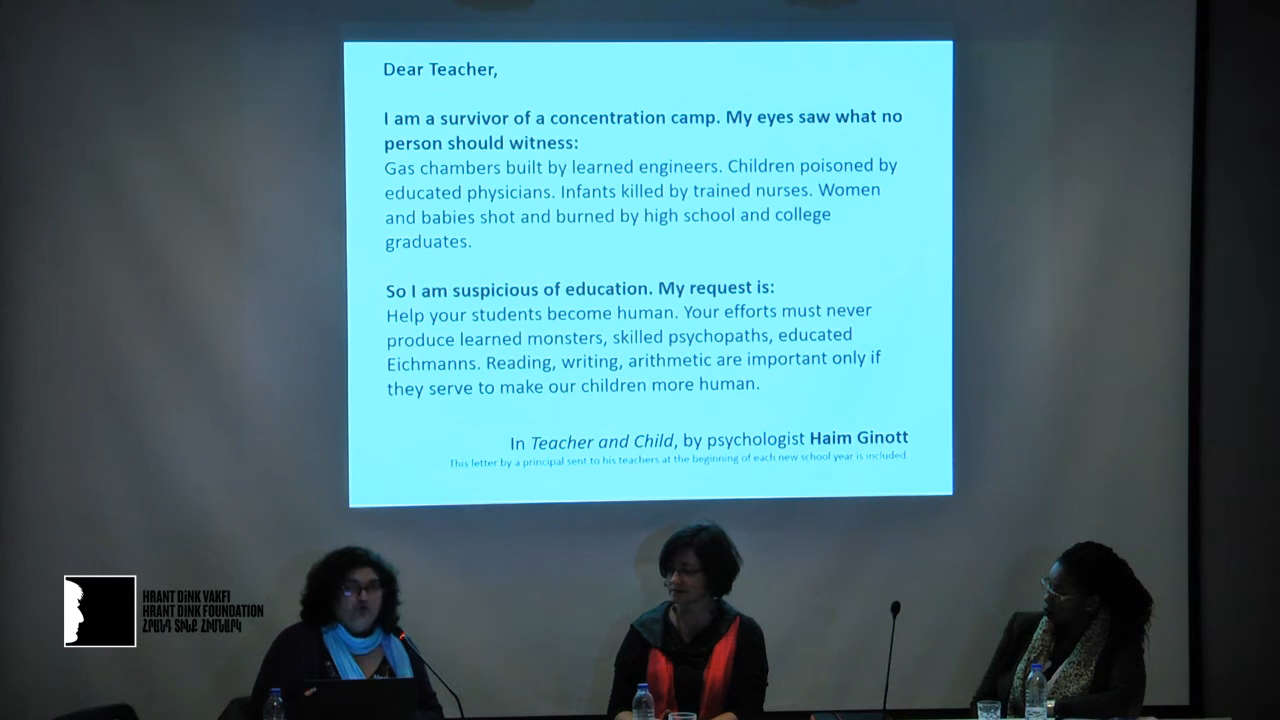 Dear Teacher,
I am a survivor of a concentration camp. My eyes saw what no
person should witness:
Gas chambers built by learned engineers. Children poisoned by
educated physicians. Infants killed by trained nurses. Women
and babies shot and burned by high school and college
graduates.
So I am suspicious of education. My request is:
Help your students become human. Your efforts must never
produce learned monsters, skilled psychopaths, educated
Eichmanns. Reading, writing, arithmetic are important only if
they serve to make our children more human.
In Teacher and Child, by psychologist Haim Ginott
This letter by a principal sent to his teachers at the beginning of each new school year is included.
HRANT DİNK VAKFI
HRANT DINK FOUNDATION
ՀՐԱՆԴ ՏԻՆՔ ՀԻՄՆԱՐԿ